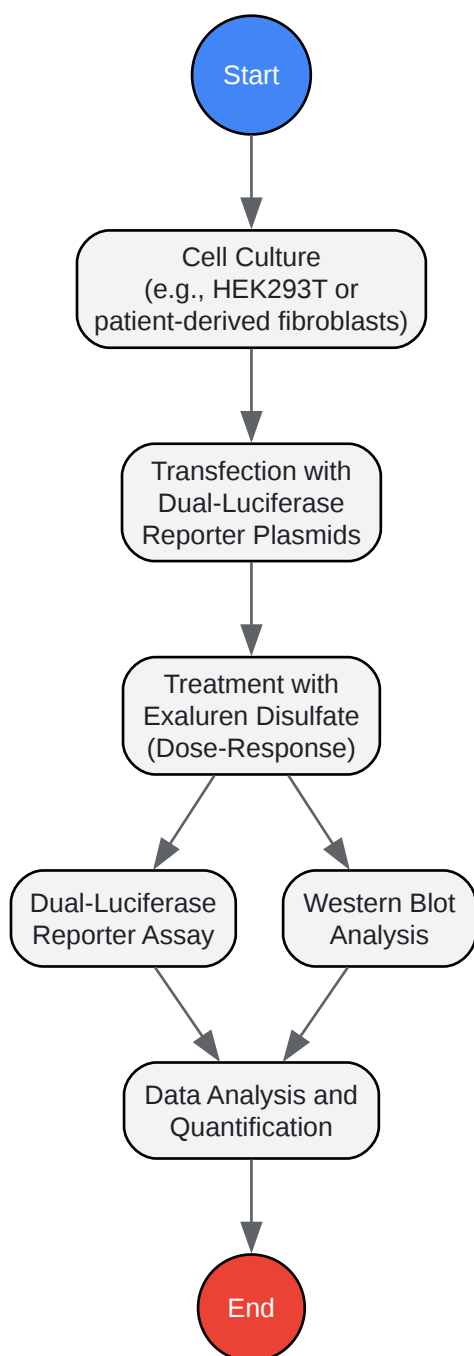 Start
Cell Culture
(e.g., HEK293T or
patient-derived fibroblasts)
Transfection with
Dual-Luciferase
Reporter Plasmids
Treatment with
Exaluren Disulfate
(Dose-Response)
Dual-Luciferase
Reporter Assay
Western Blot
Analysis
Data Analysis and
Quantification
End